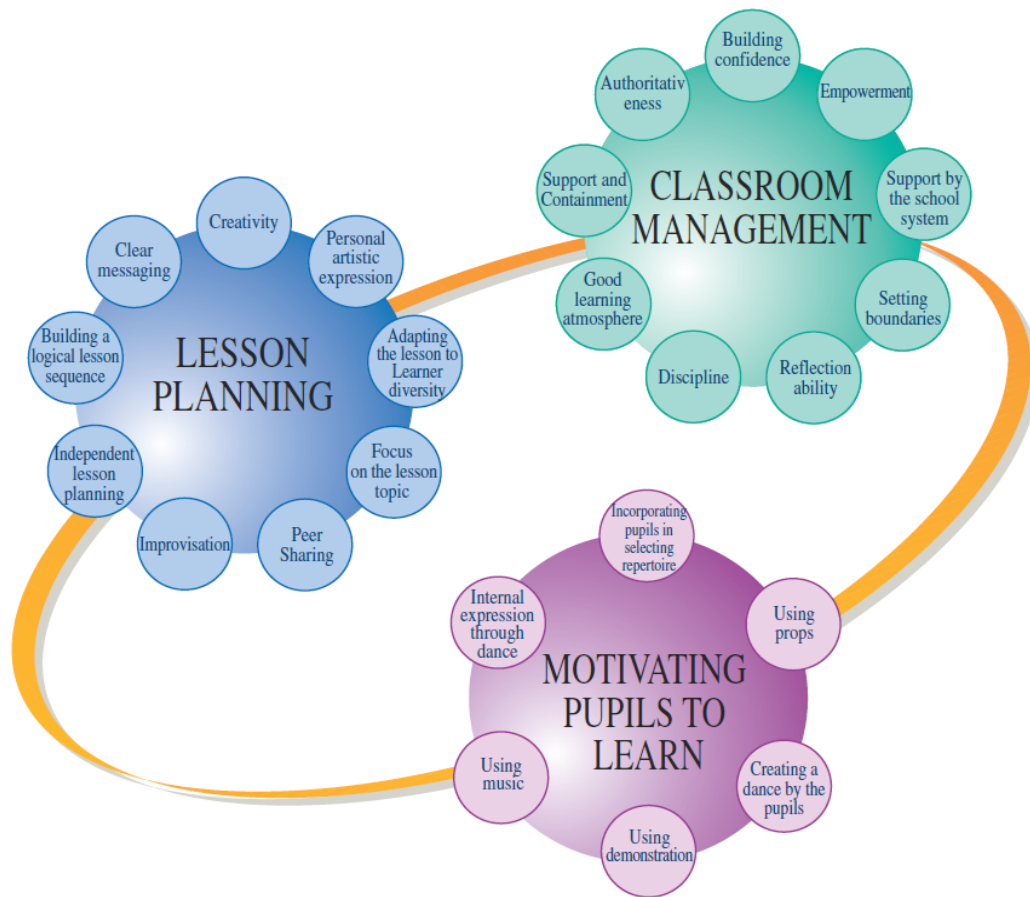 Building
confidence
Authoritativ
eness
Empowerment
Support and
Containment
CLASSROOM
MANAGEMENT
Support by
the school
system
Good
learning
atmosphere
Setting
boundaries
Discipline
Reflection
ability
Creativity
Clear
messaging
Personal
artistic
expression
Building a
logical lesson
sequence
LESSON
PLANNING
Adapting
the lesson to
Learner
diversity
Independent
lesson
planning
Focus
on the lesson
topic
Improvisation
Peer
Sharing
Incorporating
pupils in
selecting
repertoire
Internal
expression
through
dance
Using
props
MOTIVATING
PUPILS TO
LEARN
Using
music
Creating a
dance by the
pupils
Using
demonstration